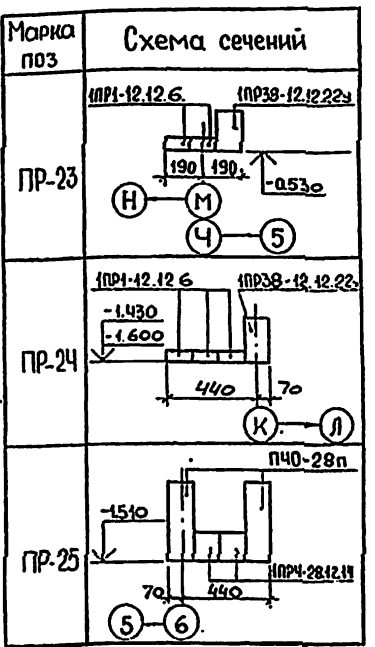 Марка поз
Схема сечений
ПР-23
1ПР1-12.12.6.
1ПР38-12.12.22у
190
190
-0.530
Н
М
Ч
5
ПР-24
1ПР1-12.12 6
1ПР38-12.12.22у
-1.430
-1.600
440
70
К
Л
ПР-25
ПЧ0-28п
-1.510
1ПР4-28.12.14
70
440
5
6